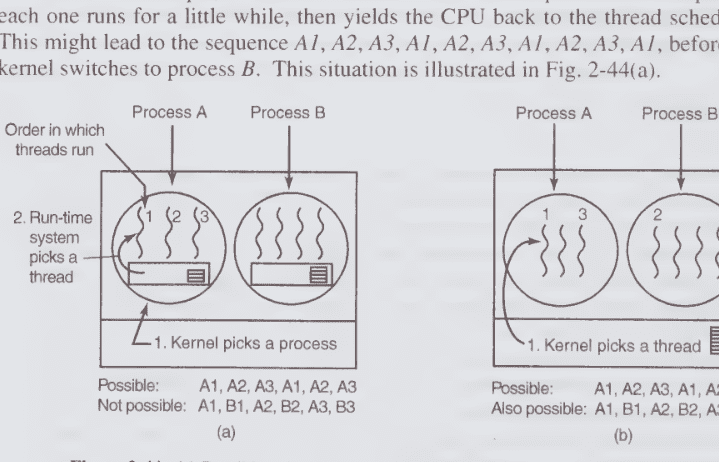 each one runs for a little while, then yields the CPU back to the thread sched
This might lead to the sequence A1, A2, A3, A1, A2, A3, A1, A2, A3, A1, befor
kernel switches to process B. This situation is illustrated in Fig. 2-44(a).
Process A Process B
Order in which
threads run
1 2 3
2. Run-time
system
picks a
thread
1. Kernel picks a process
Possible: A1, A2, A3, A1, A2, A3
Not possible: A1, B1, A2, B2, A3, B3
(a)
Process A Process B
1 3 2
1. Kernel picks a thread
Possible: A1, A2, A3, A1, A2
Also possible: A1, B1, A2, B2, A3
(b)